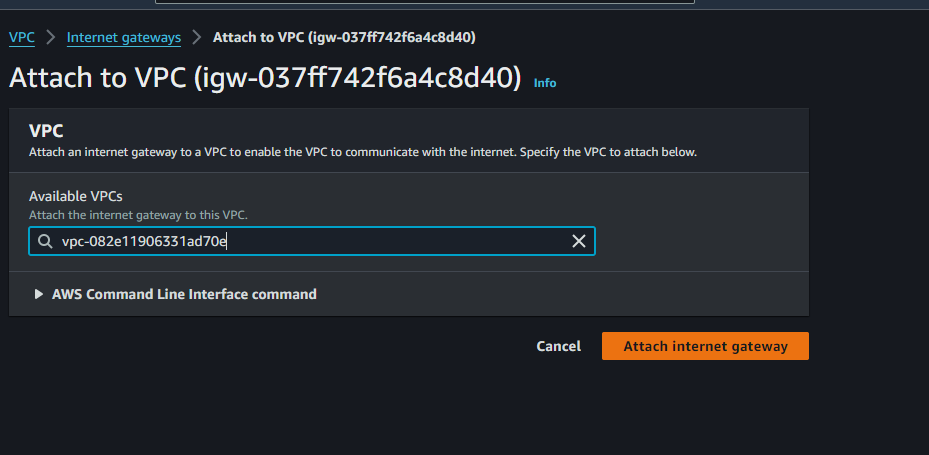 VPC > Internet gateways > Attach to VPC (igw-037ff742f6a4c8d40)
Attach to VPC (igw-037ff742f6a4c8d40) Info
VPC
Attach an internet gateway to a VPC to enable the VPC to communicate with the internet. Specify the VPC to attach below.
Available VPCs
Attach the internet gateway to this VPC.
vpc-082e11906331ad70e
AWS Command Line Interface command
Cancel Attach internet gateway